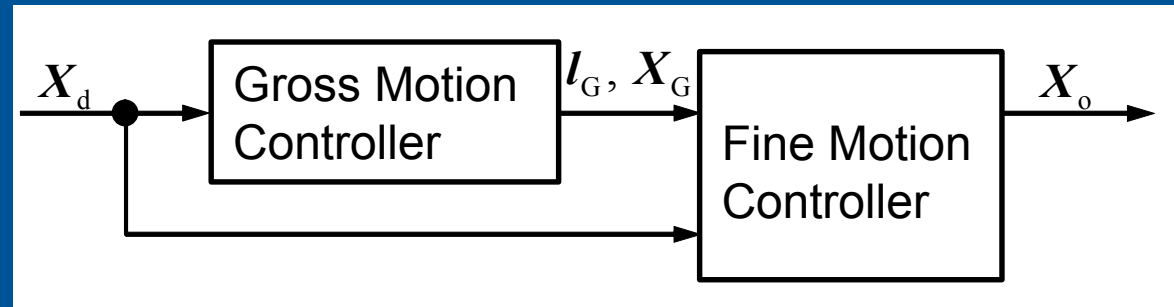 X_d
Gross Motion
Controller
l_G, X_G
Fine Motion
Controller
X_o